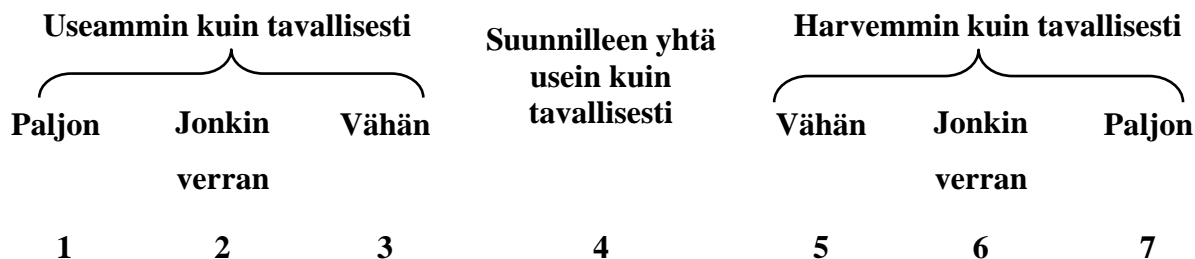 Useammin kuin tavallisesti
Suunnilleen yhtä
usein kuin
tavallisesti
Harvemmin kuin tavallisesti
Paljon Jonkin Vähän Vähän Jonkin Paljon
verran verran
1 2 3 4 5 6 7